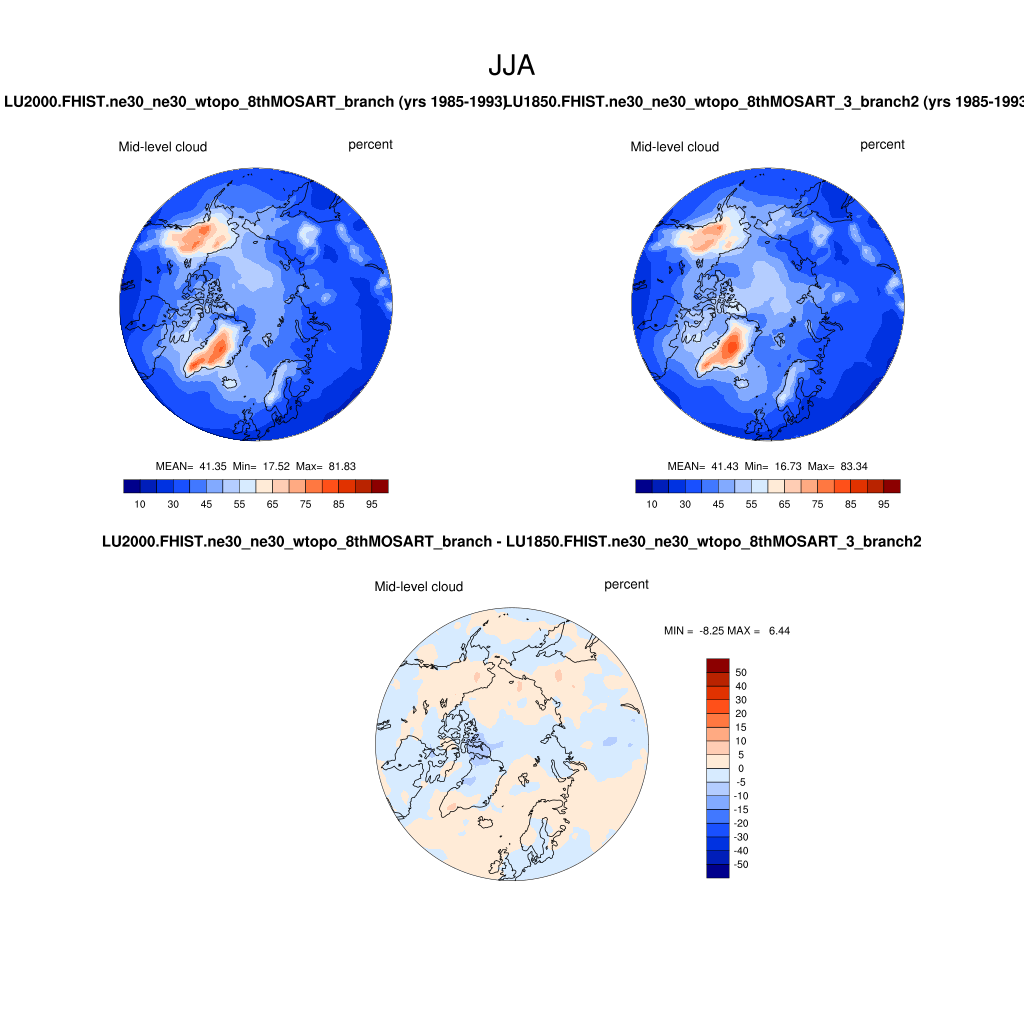 JJA
LU2000.FHIST.ne30_ne30_wtopo_8thMOSART_branch (yrs 1985-1993)
LU1850.FHIST.ne30_ne30_wtopo_8thMOSART_3_branch2 (yrs 1985-1993
Mid-level cloud percent
Mid-level cloud percent
MEAN= 41.35 Min= 17.52 Max= 81.83
MEAN= 41.43 Min= 16.73 Max= 83.34
10 30 45 55 65 75 85 95
10 30 45 55 65 75 85 95
LU2000.FHIST.ne30_ne30_wtopo_8thMOSART_branch - LU1850.FHIST.ne30_ne30_wtopo_8thMOSART_3_branch2
Mid-level cloud percent
MIN = -8.25 MAX = 6.44
50
40
30
20
15
10
5
0
-5
-10
-15
-20
-30
-40
-50